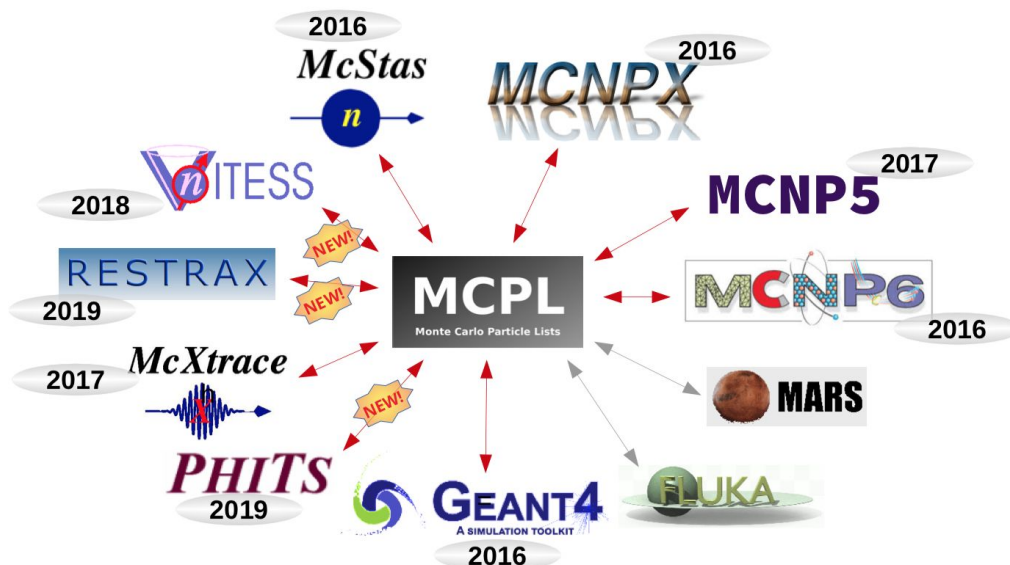 2016
McStas
n
MCNPX
2016
VITESS
n
2018
2017
MCNP5
NEW!
RESTRAX
2019
NEW!
MCPL
Monte Carlo Particle Lists
MCNP6
2016
McXtrace
2017
X
NEW!
MARS
PHITS
2019
GEANT4
A SIMULATION TOOLKIT
2016
FLUKA